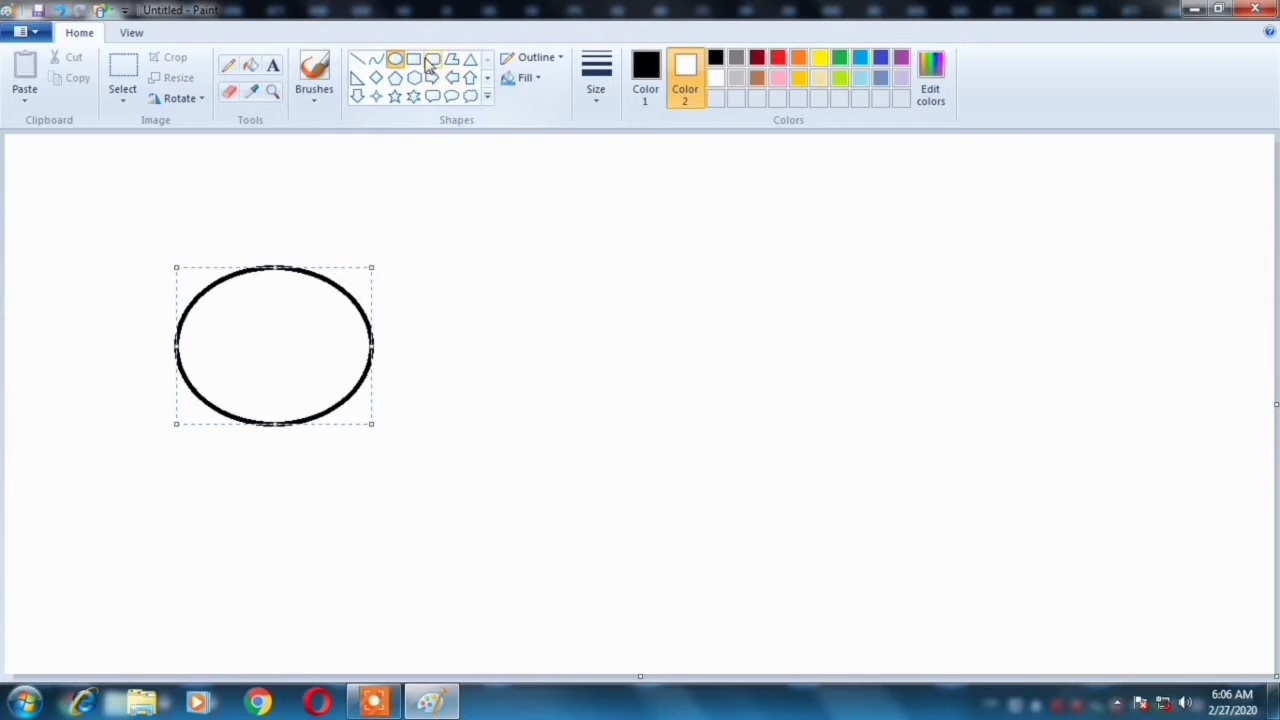 Untitled - Paint
Home View
Paste
Cut
Copy
Clipboard
Select
Crop
Resize
Rotate
Image
A
Tools
Brushes
Shapes
Outline
Fill
Size
Color 1
Color 2
Edit colors
Colors
6:06 AM
2/27/2020